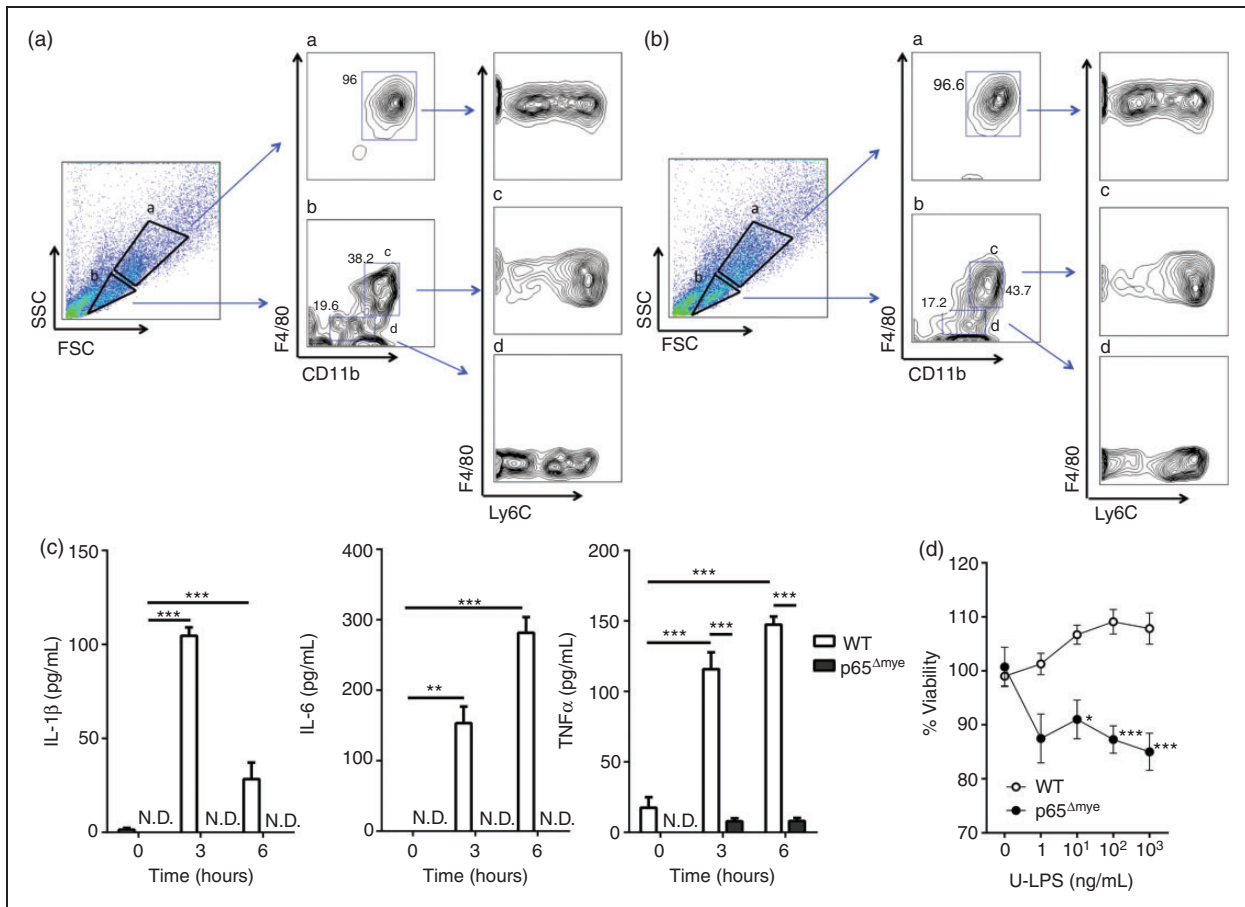 (a)
a
96
SSC
a
b
FSC
b
38.2
c
19.6
d
F4/80
CD11b
c
d
F4/80
Ly6C
(b)
a
96.6
SSC
a
b
FSC
b
c
17.2
43.7
d
F4/80
CD11b
c
d
F4/80
Ly6C
(c)
IL-1β (pg/mL)
150
100
50
0
***
***
N.D.
N.D.
N.D.
0 3 6
Time (hours)
IL-6 (pg/mL)
400
300
200
100
0
***
**
N.D.
N.D.
N.D.
0 3 6
Time (hours)
TNFα (pg/mL)
200
150
100
50
0
***
***
***
***
N.D.
0 3 6
Time (hours)
WT
p65Δmye
(d)
% Viability
120
110
100
90
80
70
*
***
***
WT
p65Δmye
0 1 10¹ 10² 10³
U-LPS (ng/mL)